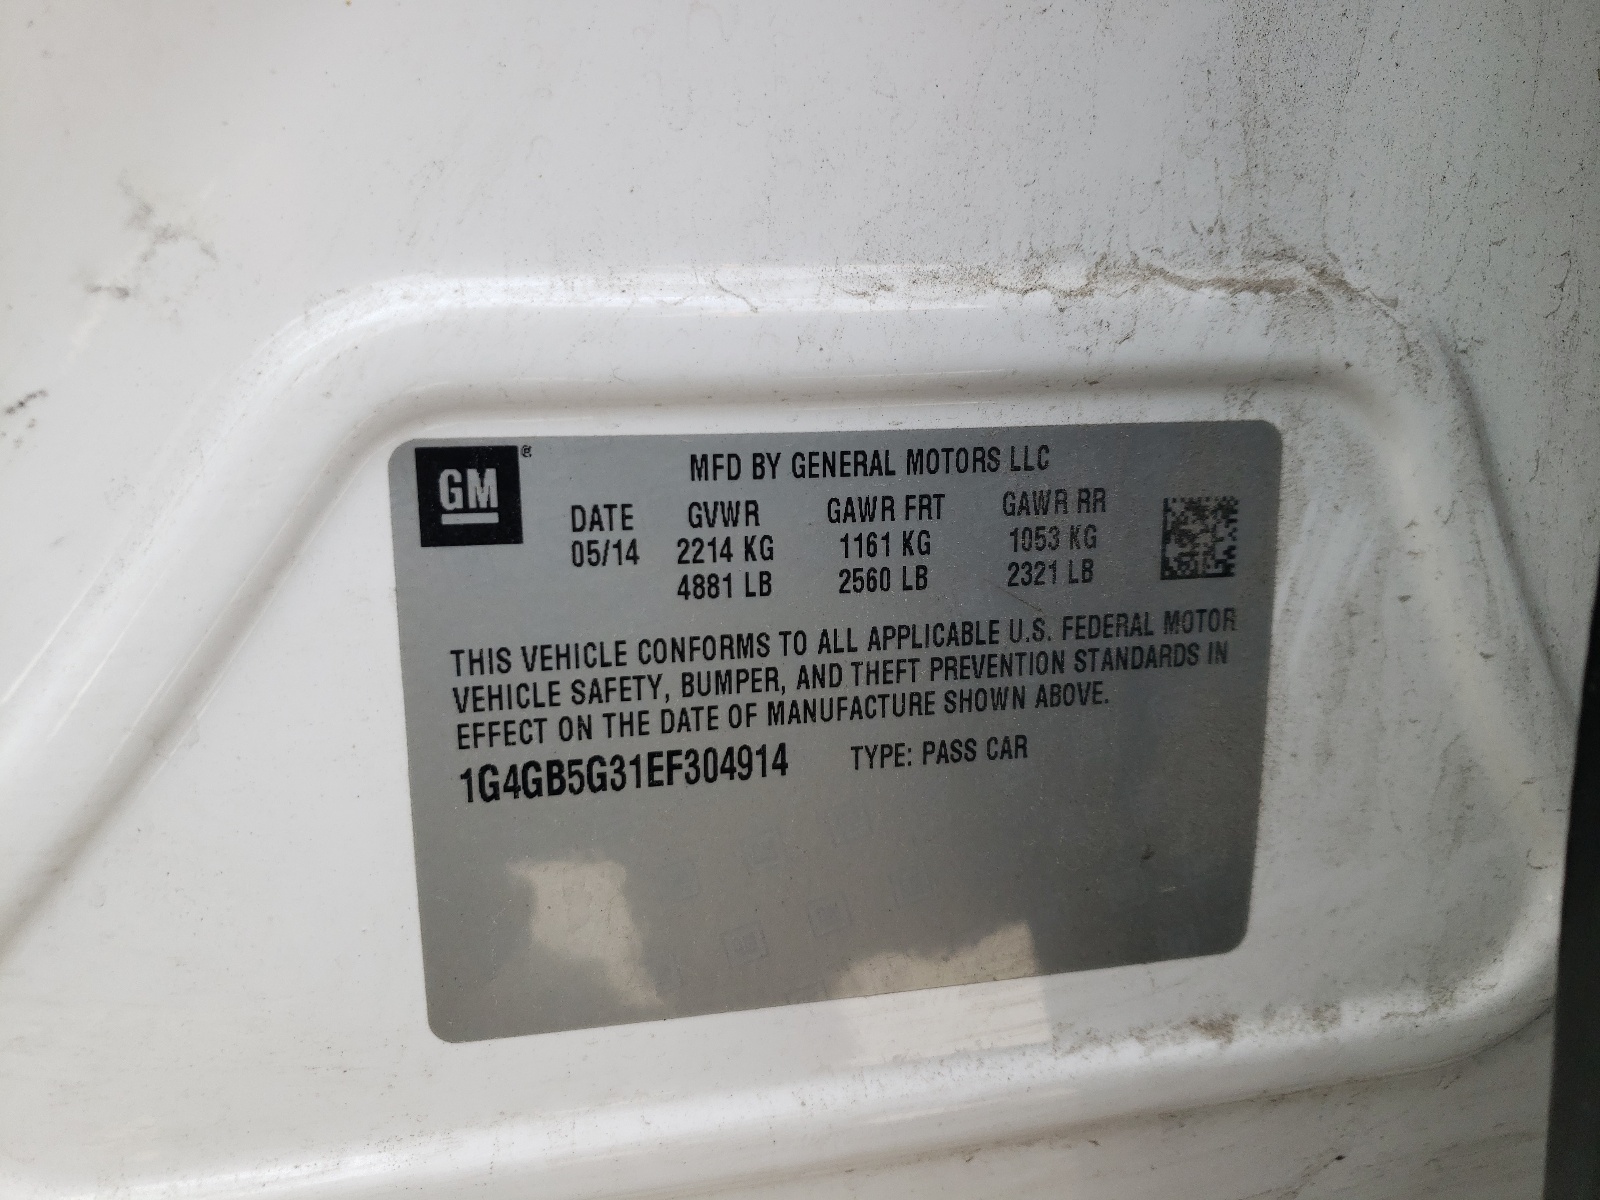 GM ®
MFD BY GENERAL MOTORS LLC
DATE GVWR GAWR FRT GAWR RR
05/14 2214 KG 1161 KG 1053 KG
4881 LB 2560 LB 2321 LB
THIS VEHICLE CONFORMS TO ALL APPLICABLE U.S. FEDERAL MOTOR
VEHICLE SAFETY, BUMPER, AND THEFT PREVENTION STANDARDS IN
EFFECT ON THE DATE OF MANUFACTURE SHOWN ABOVE.
1G4GB5G31EF304914 TYPE: PASS CAR